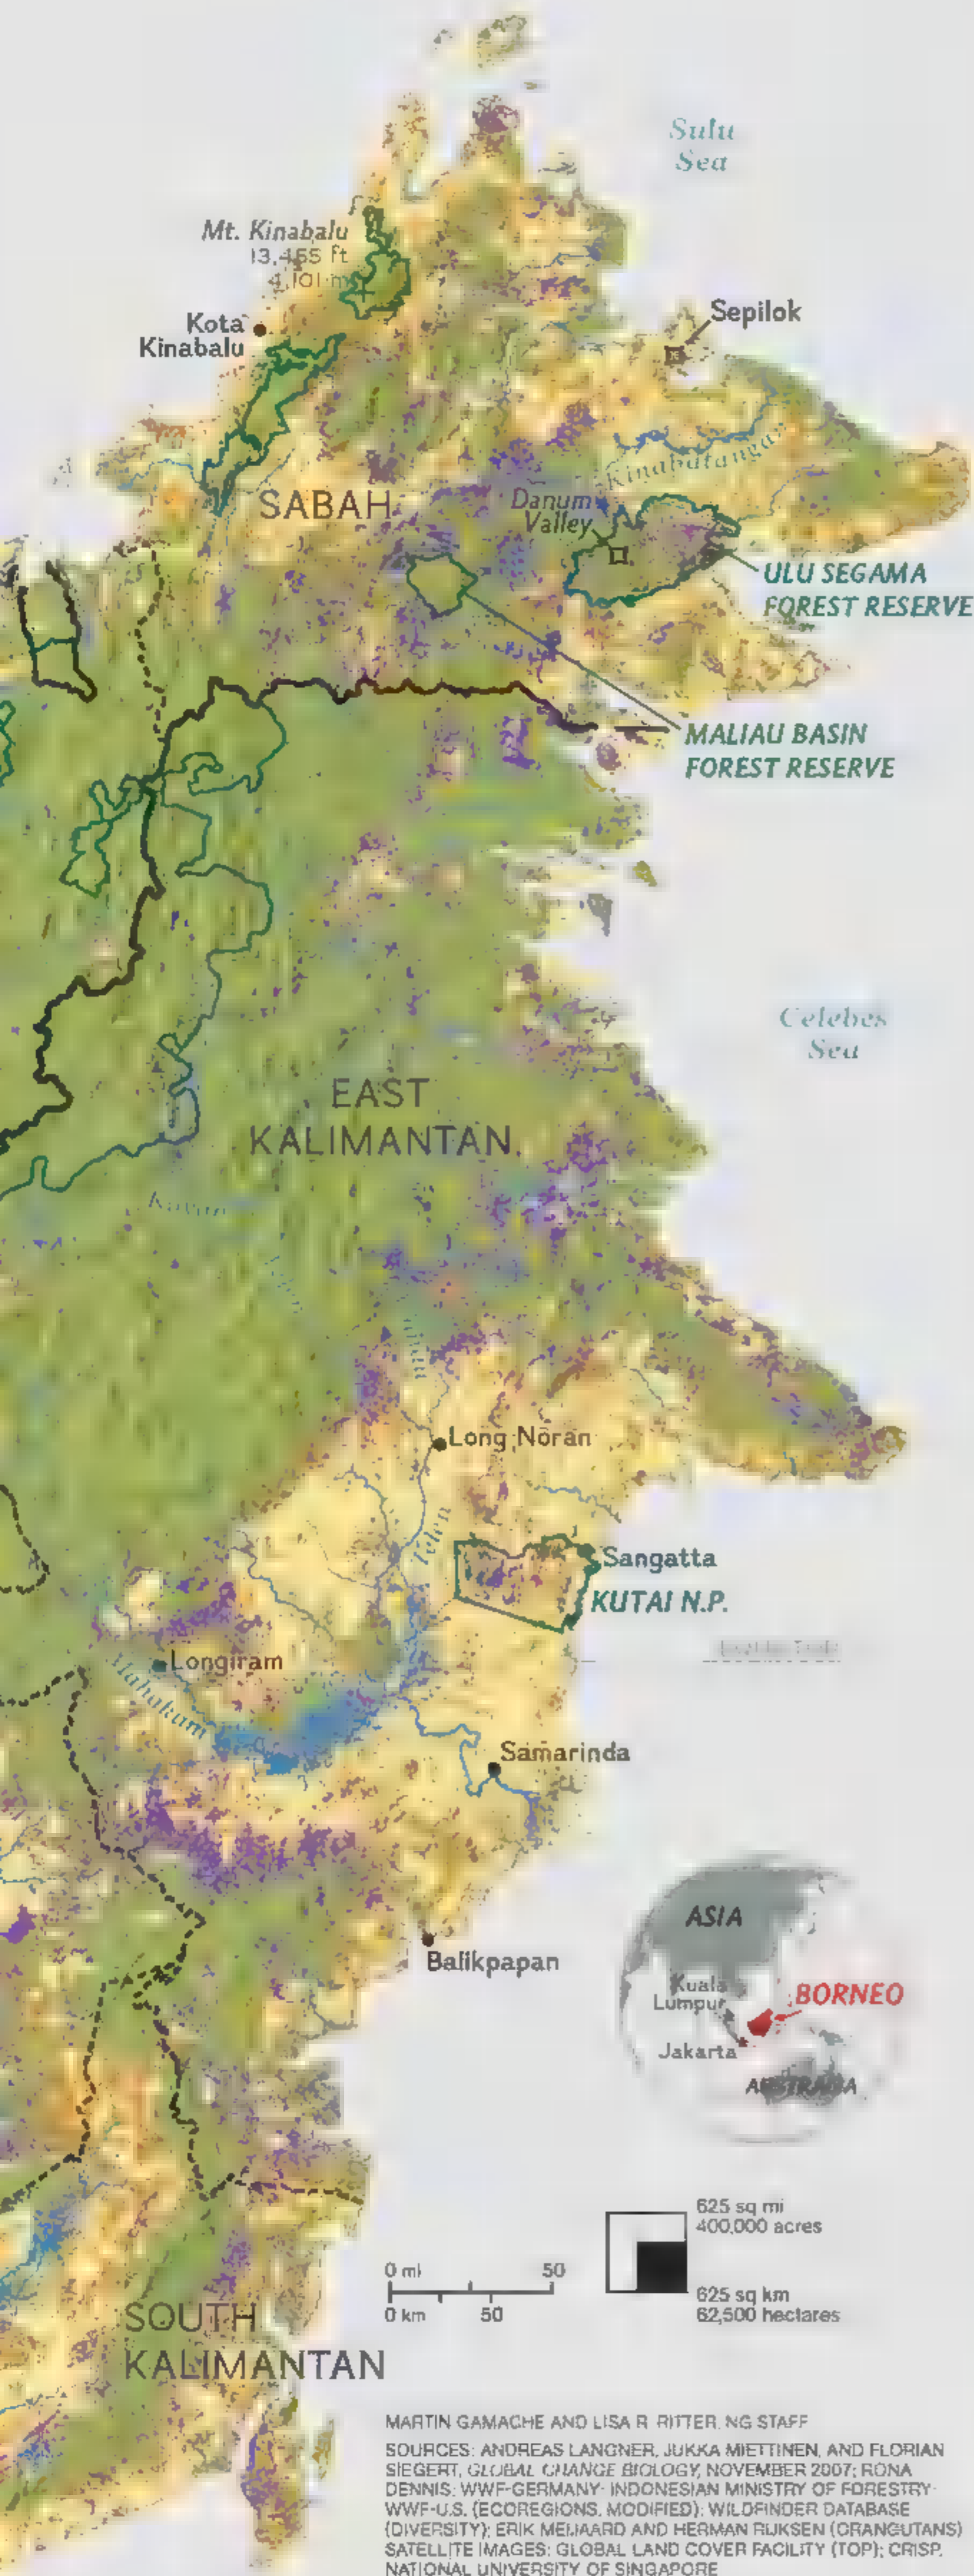 Sulu
Sea
Mt. Kinabalu
13,455 ft
4,101 m
Kota
Kinabalu
Sepilok
Kinabatangan
SABAH
Danum
Valley
ULU SEGAMA
FOREST RESERVE
MALIAU BASIN
FOREST RESERVE
Celebes
Sea
EAST
KALIMANTAN
Long Noran
Telen
Sangatta
KUTAI N.P.
EQUATOR
Longiram
Mahakam
Samarinda
Balikpapan
ASIA
Kuala
Lumpur
BORNEO
Jakarta
AUSTRALIA
625 sq mi
400,000 acres
625 sq km
62,500 hectares
0 mi 50
0 km 50
SOUTH
KALIMANTAN
MARTIN GAMACHE AND LISA R. RITTER, NG STAFF
SOURCES: ANDREAS LANGNER, JUKKA MIETTINEN, AND FLORIAN
SIEGERT, GLOBAL CHANGE BIOLOGY, NOVEMBER 2007; RONA
DENNIS; WWF-GERMANY; INDONESIAN MINISTRY OF FORESTRY;
WWF-U.S. (ECOREGIONS, MODIFIED); WILDFINDER DATABASE
(DIVERSITY); ERIK MEIJAARD AND HERMAN RIJKSEN (ORANGUTANS)
SATELLITE IMAGES: GLOBAL LAND COVER FACILITY (TOP); CRISP,
NATIONAL UNIVERSITY OF SINGAPORE